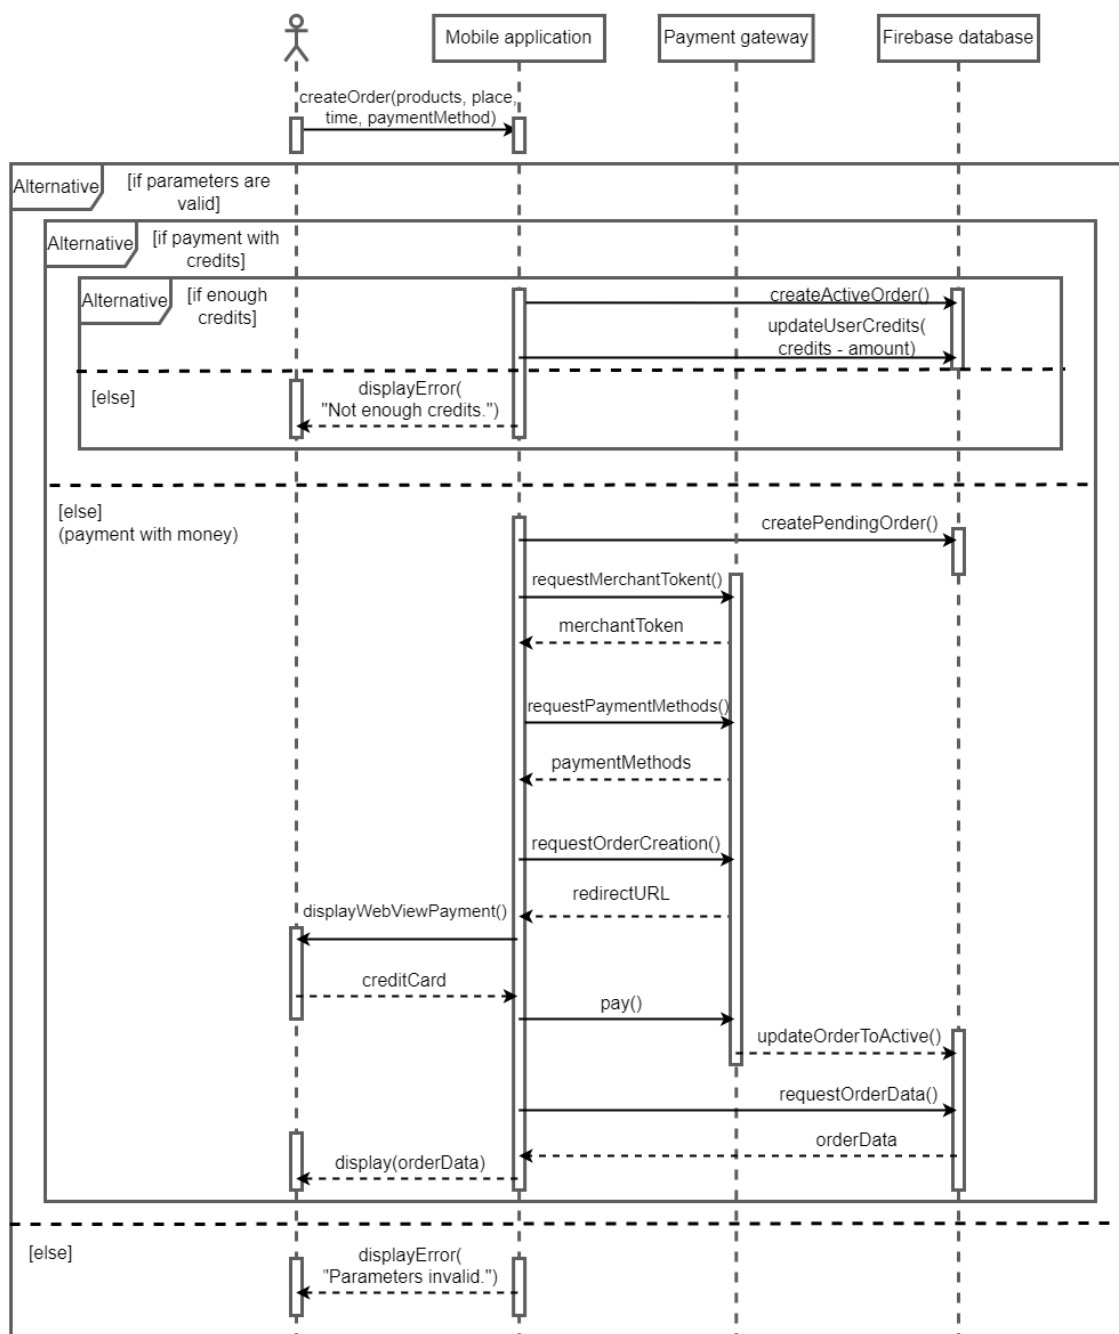 Mobile application
Payment gateway
Firebase database
createOrder(products, place,
time, paymentMethod)
Alternative
[if parameters are
valid]
Alternative
[if payment with
credits]
Alternative
[if enough
credits]
createActiveOrder()
updateUserCredits(
credits - amount)
[else]
displayError(
"Not enough credits.")
[else]
(payment with money)
createPendingOrder()
requestMerchantTokent()
merchantToken
requestPaymentMethods()
paymentMethods
requestOrderCreation()
redirectURL
displayWebViewPayment()
creditCard
pay()
updateOrderToActive()
requestOrderData()
orderData
display(orderData)
[else]
displayError(
"Parameters invalid.")